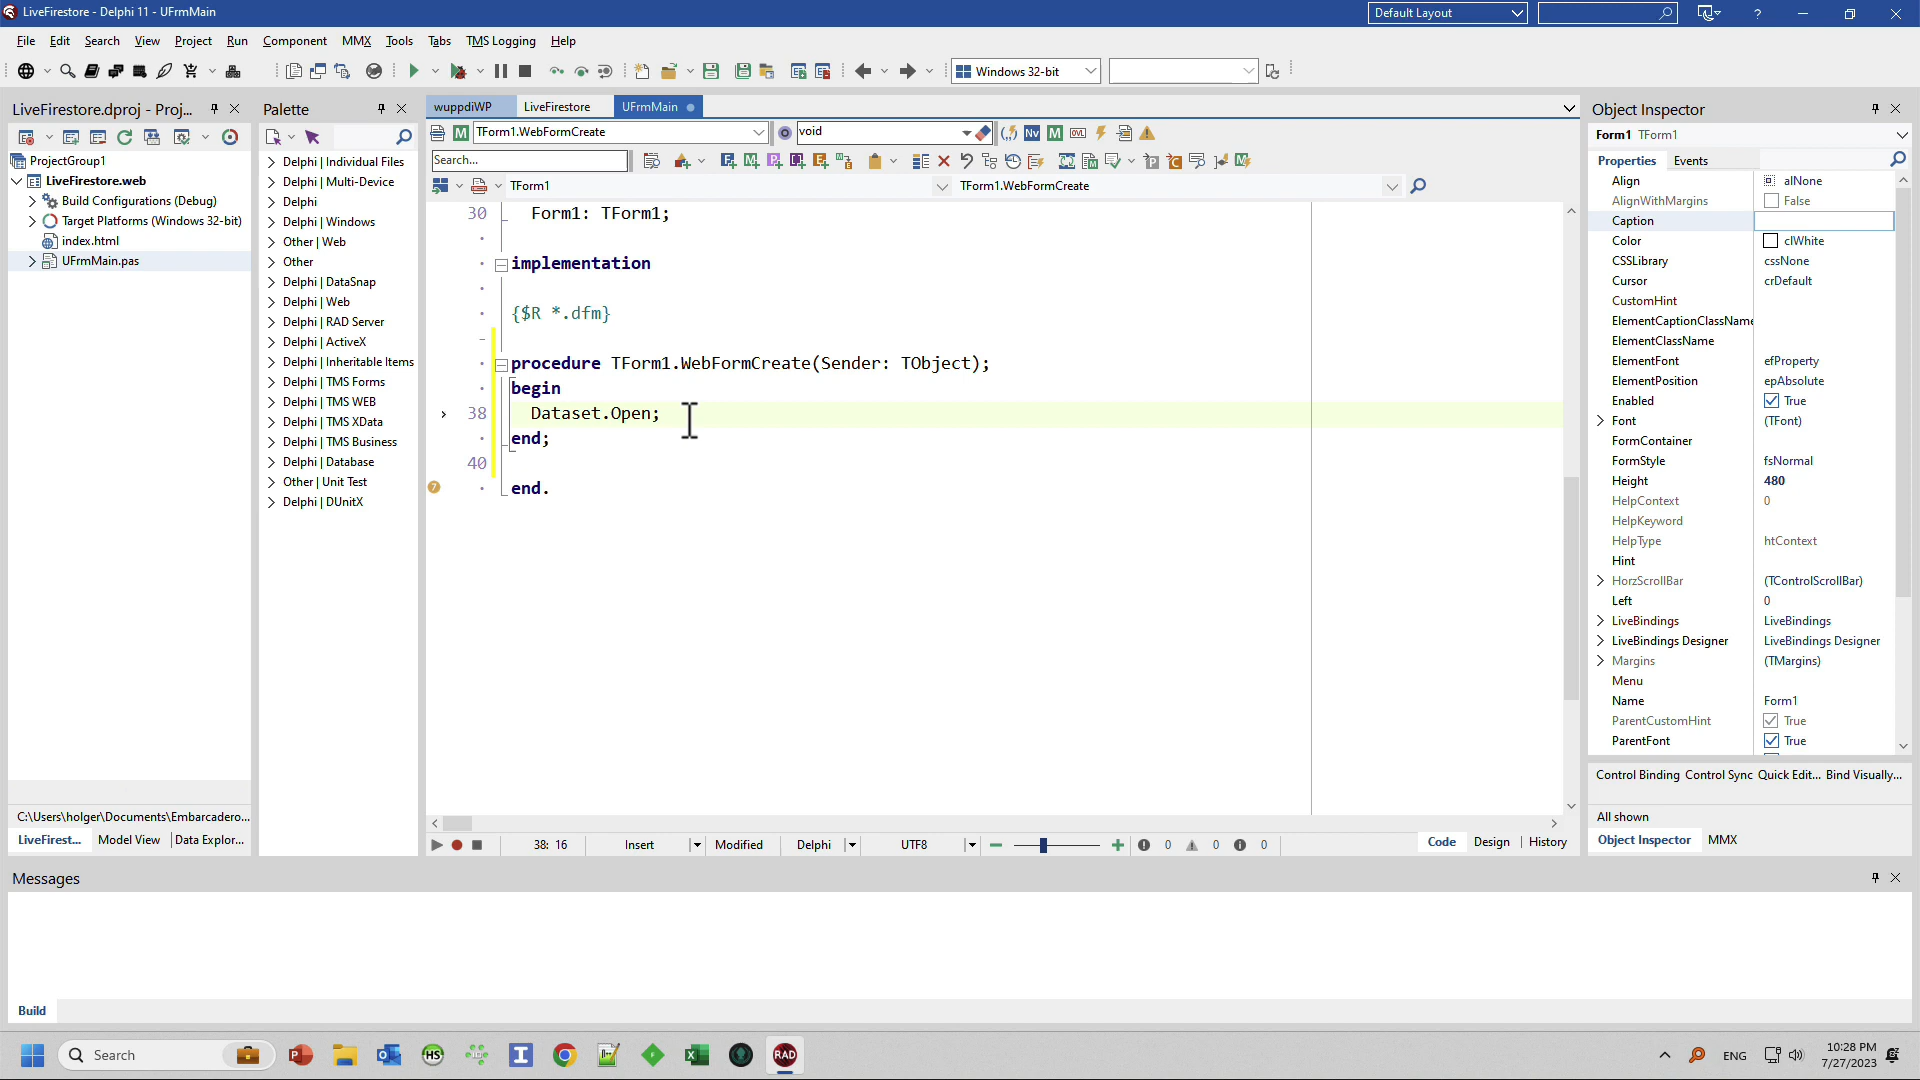 LiveFirestore - Delphi 11 - UFrmMain
Default Layout
File Edit Search View Project Run Component MMX Tools Tabs TMS Logging Help
Windows 32-bit
LiveFirestore.dproj - Proj...
ProjectGroup1
LiveFirestore.web
Build Configurations (Debug)
Target Platforms (Windows 32-bit)
index.html
UFrmMain.pas
C:\Users\holger\Documents\Embarcadero...
LiveFirest... Model View Data Explor...
Palette
Delphi | Individual Files
Delphi | Multi-Device
Delphi
Delphi | Windows
Other | Web
Other
Delphi | DataSnap
Delphi | Web
Delphi | RAD Server
Delphi | ActiveX
Delphi | Inheritable Items
Delphi | TMS Forms
Delphi | TMS WEB
Delphi | TMS XData
Delphi | TMS Business
Delphi | Database
Other | Unit Test
Delphi | DUnitX
wuppdiWP LiveFirestore UFrmMain
TForm1.WebFormCreate void
Search...
TForm1 TForm1.WebFormCreate
30 Form1: TForm1;
implementation
{$R *.dfm}
procedure TForm1.WebFormCreate(Sender: TObject);
begin
38 Dataset.Open;
end;
40
end.
38: 16 Insert Modified Delphi UTF8 0 0 0
Code Design History
Object Inspector
Form1 TForm1
Properties Events
Align alNone
AlignWithMargins False
Caption
Color clWhite
CSSLibrary cssNone
Cursor crDefault
CustomHint
ElementCaptionClassName
ElementClassName
ElementFont efProperty
ElementPosition epAbsolute
Enabled True
Font (TFont)
FormContainer
FormStyle fsNormal
Height 480
HelpContext 0
HelpKeyword
HelpType htContext
Hint
HorzScrollBar (TControlScrollBar)
Left 0
LiveBindings LiveBindings
LiveBindings Designer LiveBindings Designer
Margins (TMargins)
Menu
Name Form1
ParentCustomHint True
ParentFont True
Control Binding Control Sync Quick Edit... Bind Visually...
All shown
Object Inspector MMX
Messages
Build
Search
RAD
ENG
10:28 PM
7/27/2023